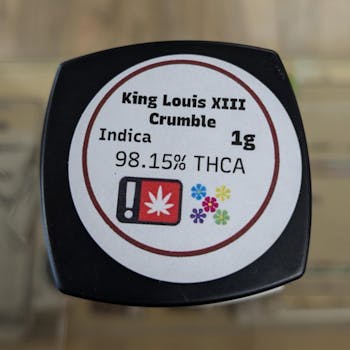 King Louis XIII
Crumble
Indica 1g
98.15% THCA
!